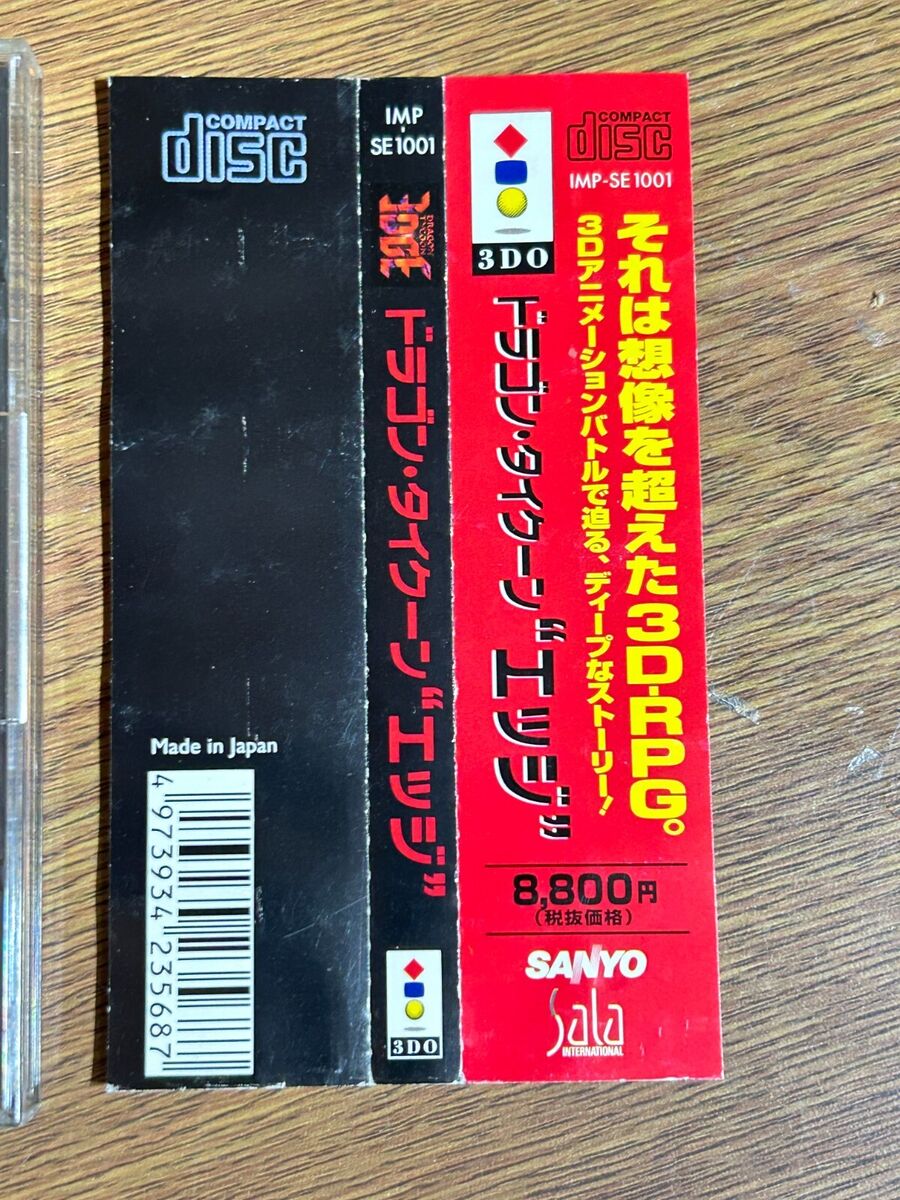 COMPACT
disc
Made in Japan
4 973934 235687
IMP
-
SE1001
DRAGON
TYCOON
EDGE
ドラゴン・タイクーン“エッジ”
3DO
3DO
COMPACT
disc
IMP-SE1001
それは想像を超えた3D-RPG。
3Dアニメーションバトルで迫る、ディープなストーリー！
ドラゴン・タイクーン“エッジ”
8,800円
（税抜価格）
SANYO
Sala
INTERNATIONAL